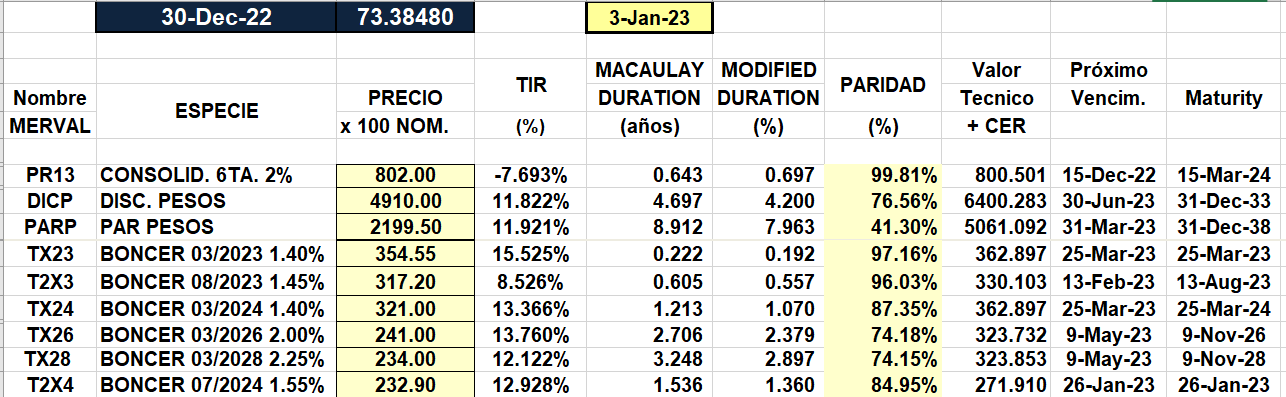 30-Dec-22 73.38480 3-Jan-23
MACAULAY MODIFIED Valor Próximo
TIR PARIDAD
Nombre PRECIO DURATION DURATION Tecnico Vencim. Maturity
ESPECIE
MERVAL x 100 NOM. (%) (años) (%) (%) + CER
PR13 CONSOLID. 6TA. 2% 802.00 -7.693% 0.643 0.697 99.81% 800.501 15-Dec-22 15-Mar-24
DICP DISC. PESOS 4910.00 11.822% 4.697 4.200 76.56% 6400.283 30-Jun-23 31-Dec-33
PARP PAR PESOS 2199.50 11.921% 8.912 7.963 41.30% 5061.092 31-Mar-23 31-Dec-38
TX23 BONCER 03/2023 1.40% 354.55 15.525% 0.222 0.192 97.16% 362.897 25-Mar-23 25-Mar-23
T2X3 BONCER 08/2023 1.45% 317.20 8.526% 0.605 0.557 96.03% 330.103 13-Feb-23 13-Aug-23
TX24 BONCER 03/2024 1.40% 321.00 13.366% 1.213 1.070 87.35% 362.897 25-Mar-23 25-Mar-24
TX26 BONCER 03/2026 2.00% 241.00 13.760% 2.706 2.379 74.18% 323.732 9-May-23 9-Nov-26
TX28 BONCER 03/2028 2.25% 234.00 12.122% 3.248 2.897 74.15% 323.853 9-May-23 9-Nov-28
T2X4 BONCER 07/2024 1.55% 232.90 12.928% 1.536 1.360 84.95% 271.910 26-Jan-23 26-Jan-23